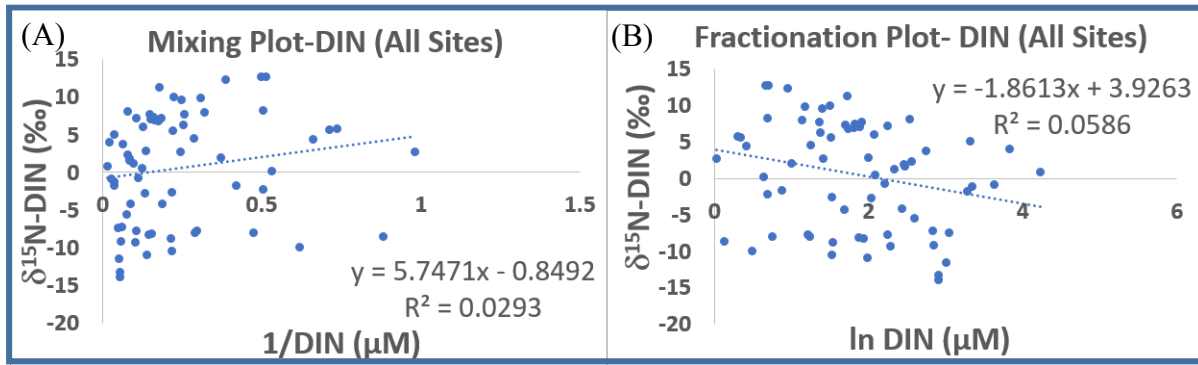 (A)
Mixing Plot-DIN (All Sites)
15
10
5
0
-5
-10
-15
-20
0
0.5
1
1.5
δ¹⁵N-DIN (‰)
y = 5.7471x - 0.8492
R² = 0.0293
1/DIN (µM)
(B)
Fractionation Plot- DIN (All Sites)
15
10
5
0
-5
-10
-15
-20
0
2
4
6
δ¹⁵N-DIN (‰)
y = -1.8613x + 3.9263
R² = 0.0586
ln DIN (µM)